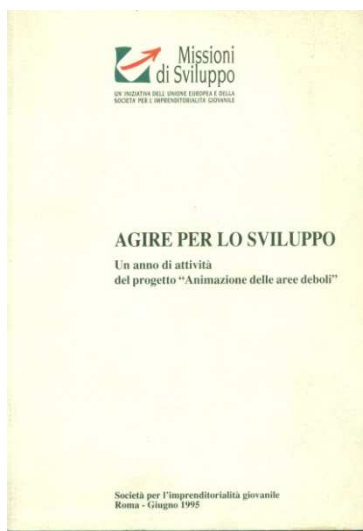 Missioni
di Sviluppo
UN INIZIATIVA DELL UNIONE EUROPEA E DELLA
SOCIETÀ PER L'IMPRENDITORIALITÀ GIOVANILE
AGIRE PER LO SVILUPPO
Un anno di attività
del progetto "Animazione delle aree deboli"
Società per l'imprenditorialità giovanile
Roma - Giugno 1995